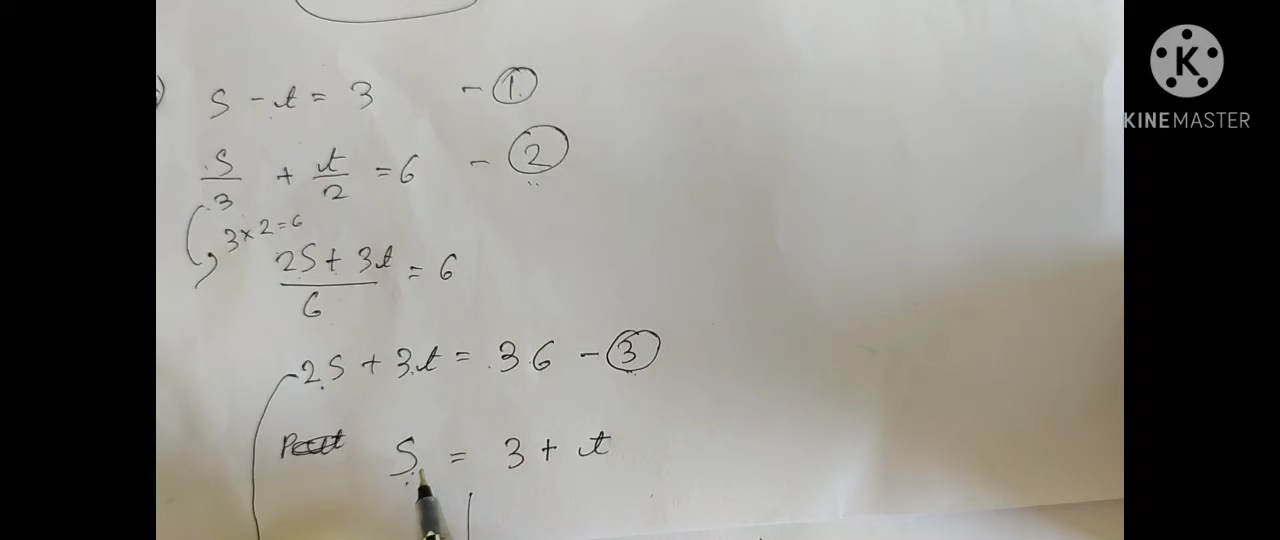 S - t = 3 - ①
S/3 + t/2 = 6 - ②
3 × 2 = 6
2S + 3t / 6 = 6
2S + 3t = 36 - ③
S = 3 + t
K
KINEMASTER